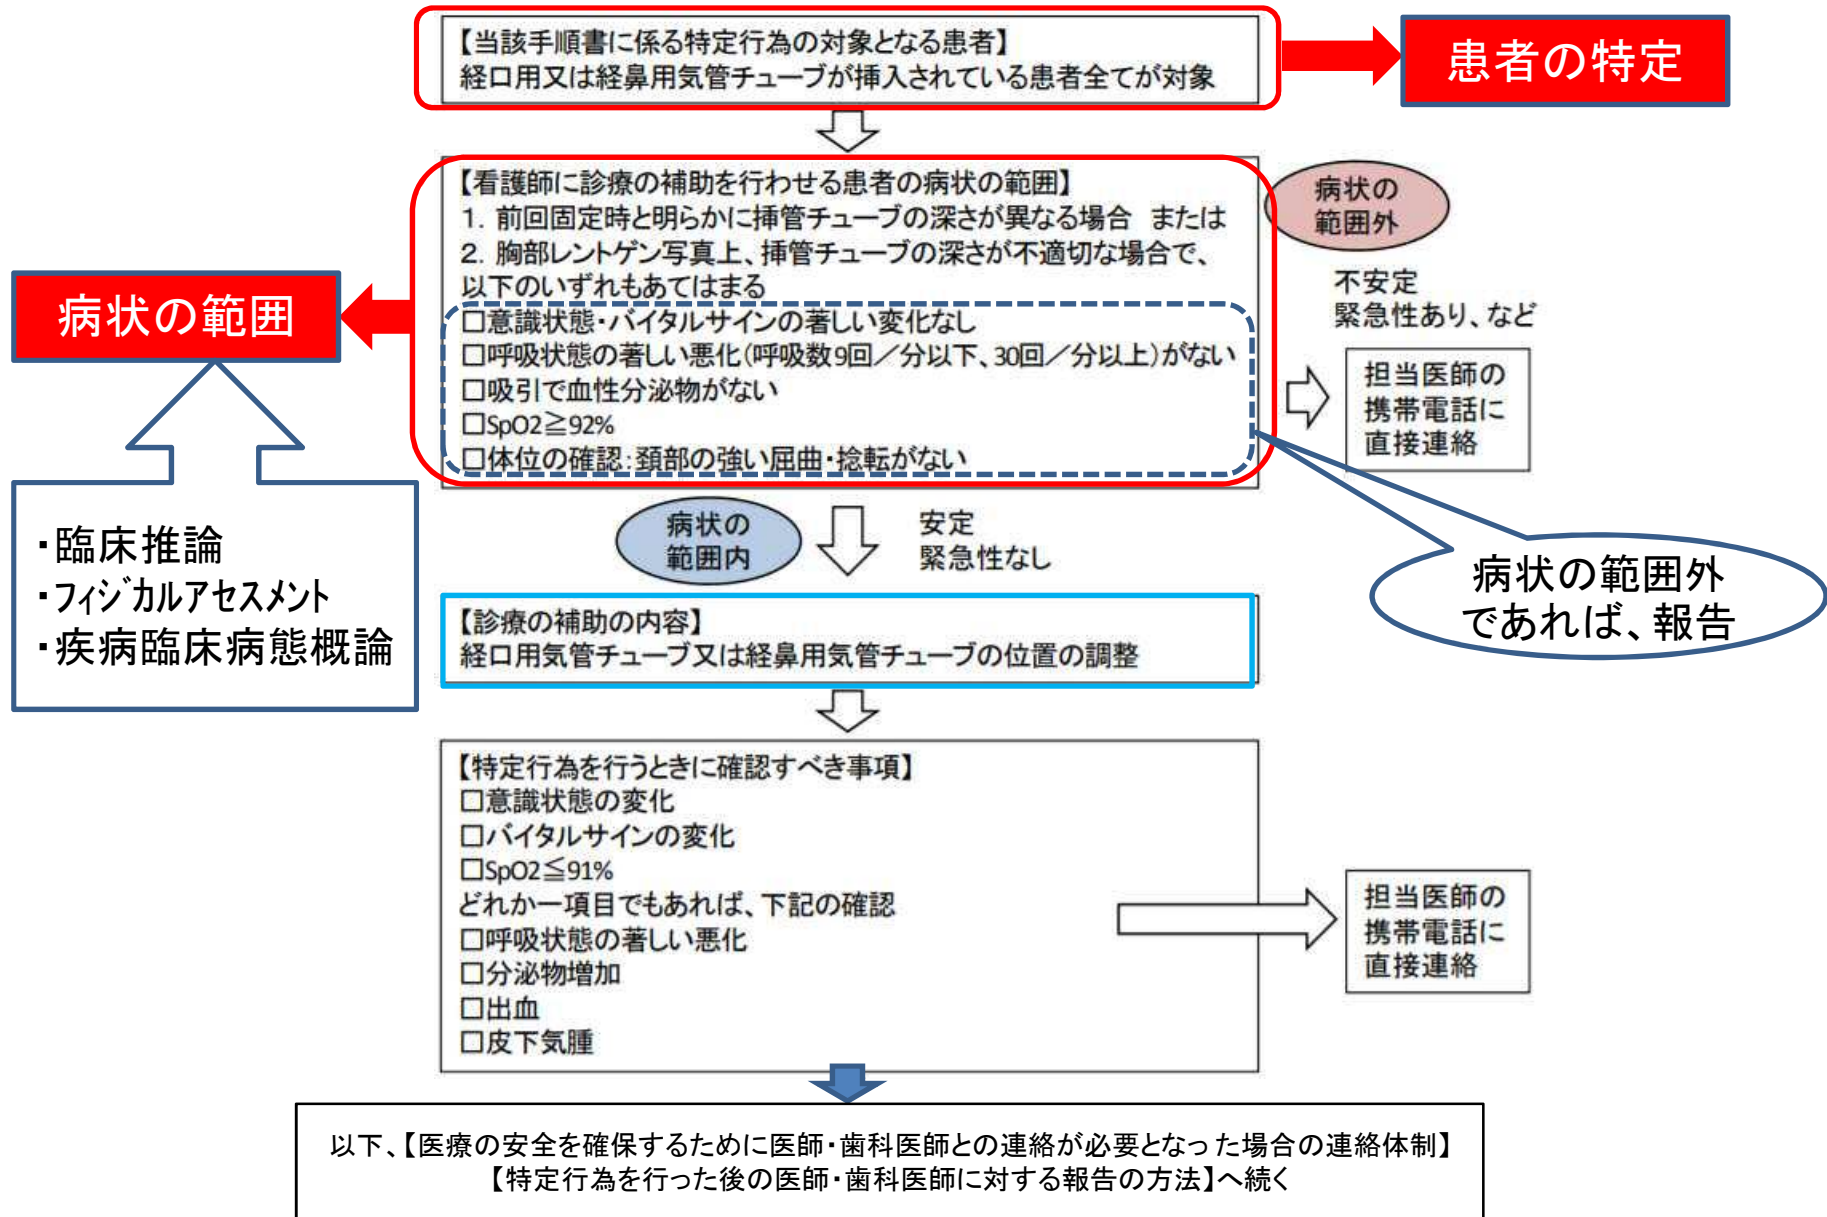 【当該手順書に係る特定行為の対象となる患者】
経口用又は経鼻用気管チューブが挿入されている患者全てが対象
患者の特定
【看護師に診療の補助を行わせる患者の病状の範囲】
1. 前回固定時と明らかに挿管チューブの深さが異なる場合 または
2. 胸部レントゲン写真上、挿管チューブの深さが不適切な場合で、
以下のいずれもあてはまる
□意識状態・バイタルサインの著しい変化なし
□呼吸状態の著しい悪化(呼吸数9回/分以下、30回/分以上)がない
□吸引で血性分泌物がない
□SpO2≧92%
□体位の確認:頚部の強い屈曲・捻転がない
病状の
範囲外
不安定
緊急性あり、など
担当医師の
携帯電話に
直接連絡
病状の範囲
・臨床推論
・フィジカルアセスメント
・疾病臨床病態概論
病状の
範囲内
安定
緊急性なし
病状の範囲外
であれば、報告
【診療の補助の内容】
経口用気管チューブ又は経鼻用気管チューブの位置の調整
【特定行為を行うときに確認すべき事項】
□意識状態の変化
□バイタルサインの変化
□SpO2≦91%
どれか一項目でもあれば、下記の確認
□呼吸状態の著しい悪化
□分泌物増加
□出血
□皮下気腫
担当医師の
携帯電話に
直接連絡
以下、【医療の安全を確保するために医師・歯科医師との連絡が必要となった場合の連絡体制】
【特定行為を行った後の医師・歯科医師に対する報告の方法】へ続く